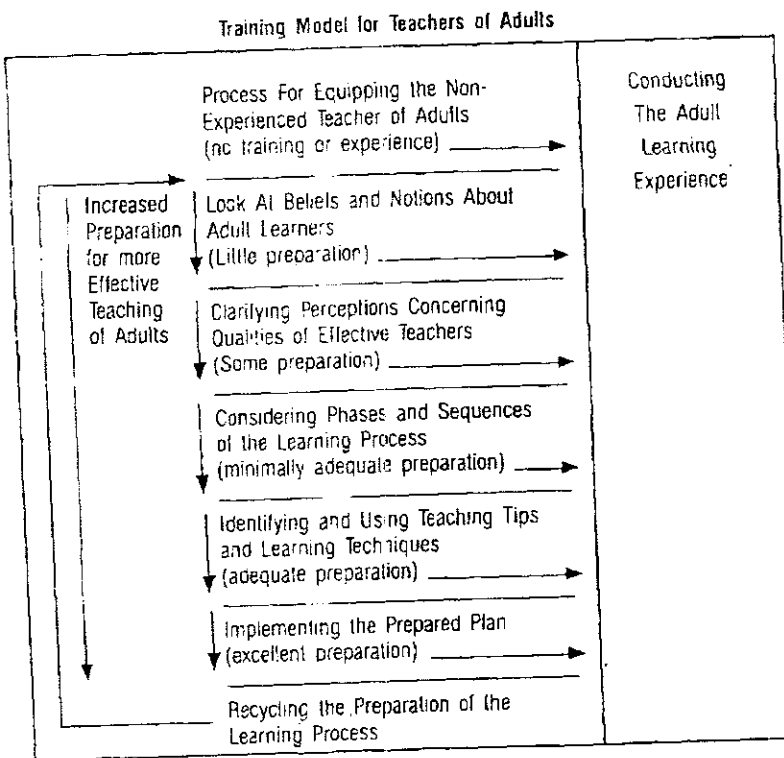 Training Model for Teachers of Adults
Process For Equipping the Non-
Experienced Teacher of Adults
(no training or experience)
Conducting
The Adult
Learning
Experience
Increased
Preparation
for more
Effective
Teaching
of Adults
Look At Beliefs and Notions About
Adult Learners
(Little preparation)
Clarifying Perceptions Concerning
Qualities of Effective Teachers
(Some preparation)
Considering Phases and Sequences
of the Learning Process
(minimally adequate preparation)
Identifying and Using Teaching Tips
and Learning Techniques
(adequate preparation)
Implementing the Prepared Plan
(excellent preparation)
Recycling the Preparation of the
Learning Process